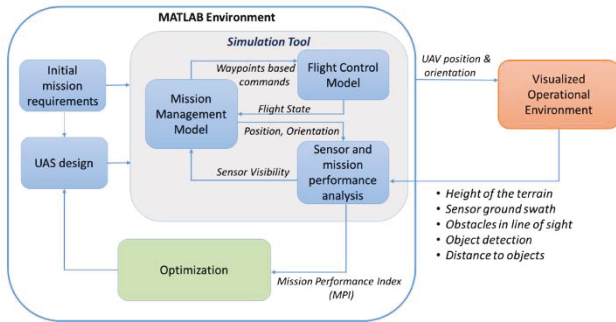 MATLAB Environment
Simulation Tool
Initial
mission
requirements
UAS design
Waypoints based
commands
Flight Control
Model
Mission
Management
Model
Flight State
Position, Orientation
Sensor Visibility
Sensor and
mission
performance
analysis
Optimization
Mission Performance Index
(MPI)
UAV position &
orientation
Visualized
Operational
Environment
• Height of the terrain
• Sensor ground swath
• Obstacles in line of sight
• Object detection
• Distance to objects